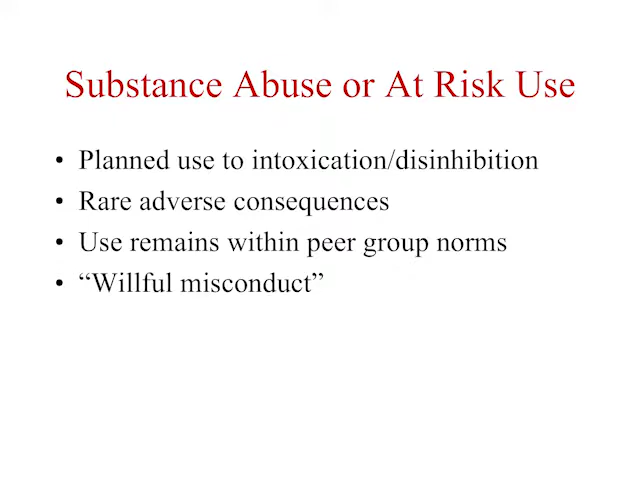 Substance Abuse or At Risk Use
• Planned use to intoxication/disinhibition
• Rare adverse consequences
• Use remains within peer group norms
• “Willful misconduct”